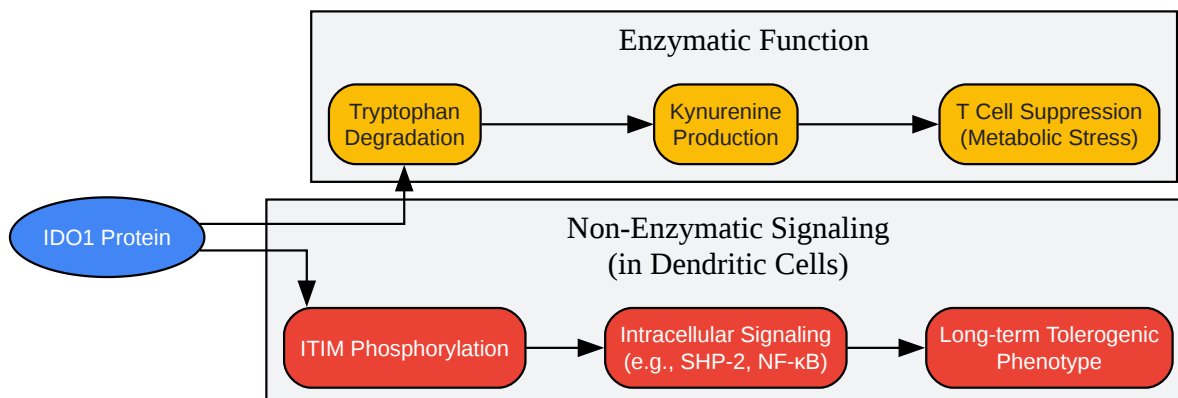 Enzymatic Function
Tryptophan
Degradation
Kynurenine
Production
T Cell Suppression
(Metabolic Stress)
IDO1 Protein
Non-Enzymatic Signaling
(in Dendritic Cells)
ITIM Phosphorylation
Intracellular Signaling
(e.g., SHP-2, NF-κB)
Long-term Tolerogenic
Phenotype